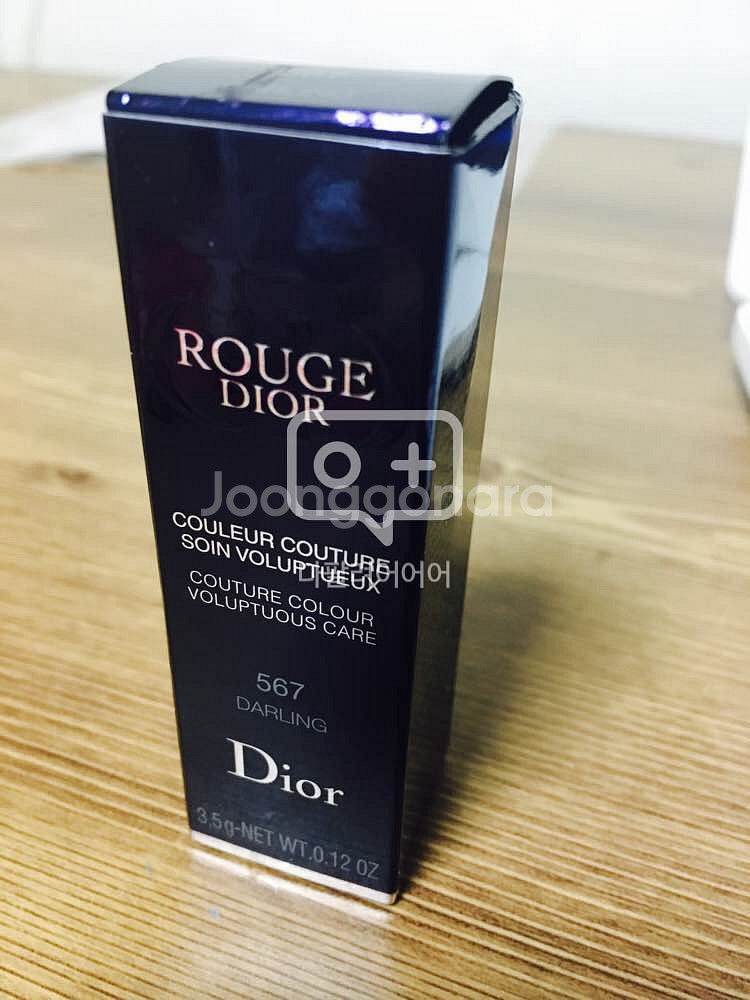 ROUGE
DIOR
Joonggonara
COULEUR COUTURE
SOIN VOLUPTUEUX
COUTURE COLOUR
VOLUPTUOUS CARE
567
DARLING
Dior
3,5g-NET WT.0.12 OZ